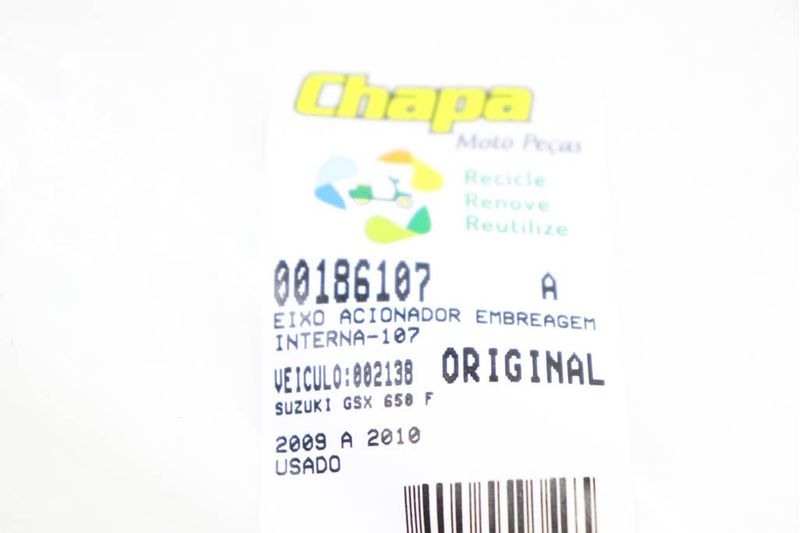 Chapa
Moto Peças
Recicle
Renove
Reutilize
00186107 A
EIXO ACIONADOR EMBREAGEM
INTERNA-107
VEICULO:002138 ORIGINAL
SUZUKI GSX 650 F
2009 A 2010
USADO